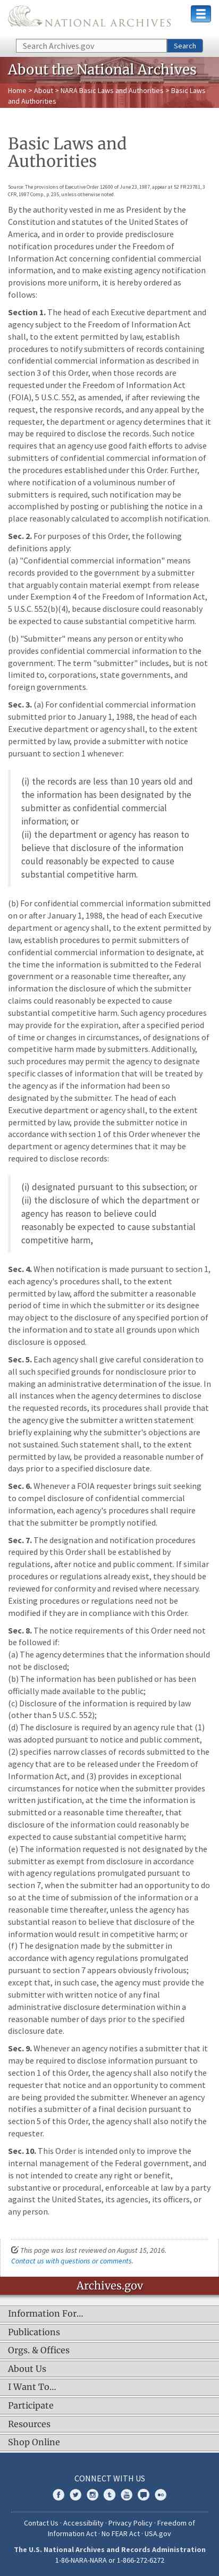 NATIONAL ARCHIVES
Search Archives.gov
Search
About the National Archives
Home > About > NARA Basic Laws and Authorities > Basic Laws
and Authorities
Basic Laws and
Authorities
Source: The provisions of Executive Order 12600 of June 23, 1987, appear at 52 FR 23781, 3
CFR, 1987 Comp., p. 235, unless otherwise noted.
By the authority vested in me as President by the
Constitution and statutes of the United States of
America, and in order to provide predisclosure
notification procedures under the Freedom of
Information Act concerning confidential commercial
information, and to make existing agency notification
provisions more uniform, it is hereby ordered as
follows:
Section 1. The head of each Executive department and
agency subject to the Freedom of Information Act
shall, to the extent permitted by law, establish
procedures to notify submitters of records containing
confidential commercial information as described in
section 3 of this Order, when those records are
requested under the Freedom of Information Act
(FOIA), 5 U.S.C. 552, as amended, if after reviewing the
request, the responsive records, and any appeal by the
requester, the department or agency determines that it
may be required to disclose the records. Such notice
requires that an agency use good efforts to advise
submitters of confidential commercial information of
the procedures established under this Order. Further,
where notification of a voluminous number of
submitters is required, such notification may be
accomplished by posting or publishing the notice in a
place reasonably calculated to accomplish notification.
Sec. 2. For purposes of this Order, the following
definitions apply:
(a) "Confidential commercial information" means
records provided to the government by a submitter
that arguably contain material exempt from release
under Exemption 4 of the Freedom of Information Act,
5 U.S.C. 552(b)(4), because disclosure could reasonably
be expected to cause substantial competitive harm.
(b) "Submitter" means any person or entity who
provides confidential commercial information to the
government. The term "submitter" includes, but is not
limited to, corporations, state governments, and
foreign governments.
Sec. 3. (a) For confidential commercial information
submitted prior to January 1, 1988, the head of each
Executive department or agency shall, to the extent
permitted by law, provide a submitter with notice
pursuant to section 1 whenever:
(i) the records are less than 10 years old and
the information has been designated by the
submitter as confidential commercial
information; or
(ii) the department or agency has reason to
believe that disclosure of the information
could reasonably be expected to cause
substantial competitive harm.
(b) For confidential commercial information submitted
on or after January 1, 1988, the head of each Executive
department or agency shall, to the extent permitted by
law, establish procedures to permit submitters of
confidential commercial information to designate, at
the time the information is submitted to the Federal
government or a reasonable time thereafter, any
information the disclosure of which the submitter
claims could reasonably be expected to cause
substantial competitive harm. Such agency procedures
may provide for the expiration, after a specified period
of time or changes in circumstances, of designations of
competitive harm made by submitters. Additionally,
such procedures may permit the agency to designate
specific classes of information that will be treated by
the agency as if the information had been so
designated by the submitter. The head of each
Executive department or agency shall, to the extent
permitted by law, provide the submitter notice in
accordance with section 1 of this Order whenever the
department or agency determines that it may be
required to disclose records:
(i) designated pursuant to this subsection; or
(ii) the disclosure of which the department or
agency has reason to believe could
reasonably be expected to cause substantial
competitive harm,
Sec. 4. When notification is made pursuant to section 1,
each agency's procedures shall, to the extent
permitted by law, afford the submitter a reasonable
period of time in which the submitter or its designee
may object to the disclosure of any specified portion of
the information and to state all grounds upon which
disclosure is opposed.
Sec. 5. Each agency shall give careful consideration to
all such specified grounds for nondisclosure prior to
making an administrative determination of the issue. In
all instances when the agency determines to disclose
the requested records, its procedures shall provide that
the agency give the submitter a written statement
briefly explaining why the submitter's objections are
not sustained. Such statement shall, to the extent
permitted by law, be provided a reasonable number of
days prior to a specified disclosure date.
Sec. 6. Whenever a FOIA requester brings suit seeking
to compel disclosure of confidential commercial
information, each agency's procedures shall require
that the submitter be promptly notified.
Sec. 7. The designation and notification procedures
required by this Order shall be established by
regulations, after notice and public comment. If similar
procedures or regulations already exist, they should be
reviewed for conformity and revised where necessary.
Existing procedures or regulations need not be
modified if they are in compliance with this Order.
Sec. 8. The notice requirements of this Order need not
be followed if:
(a) The agency determines that the information should
not be disclosed;
(b) The information has been published or has been
officially made available to the public;
(c) Disclosure of the information is required by law
(other than 5 U.S.C. 552);
(d) The disclosure is required by an agency rule that (1)
was adopted pursuant to notice and public comment,
(2) specifies narrow classes of records submitted to the
agency that are to be released under the Freedom of
Information Act, and (3) provides in exceptional
circumstances for notice when the submitter provides
written justification, at the time the information is
submitted or a reasonable time thereafter, that
disclosure of the information could reasonably be
expected to cause substantial competitive harm;
(e) The information requested is not designated by the
submitter as exempt from disclosure in accordance
with agency regulations promulgated pursuant to
section 7, when the submitter had an opportunity to do
so at the time of submission of the information or a
reasonable time thereafter, unless the agency has
substantial reason to believe that disclosure of the
information would result in competitive harm; or
(f) The designation made by the submitter in
accordance with agency regulations promulgated
pursuant to section 7 appears obviously frivolous;
except that, in such case, the agency must provide the
submitter with written notice of any final
administrative disclosure determination within a
reasonable number of days prior to the specified
disclosure date.
Sec. 9. Whenever an agency notifies a submitter that it
may be required to disclose information pursuant to
section 1 of this Order, the agency shall also notify the
requester that notice and an opportunity to comment
are being provided the submitter. Whenever an agency
notifies a submitter of a final decision pursuant to
section 5 of this Order, the agency shall also notify the
requester.
Sec. 10. This Order is intended only to improve the
internal management of the Federal government, and
is not intended to create any right or benefit,
substantive or procedural, enforceable at law by a party
against the United States, its agencies, its officers, or
any person.
This page was last reviewed on August 15, 2016.
Contact us with questions or comments.
Archives.gov
Information For…
Publications
Orgs. & Offices
About Us
I Want To…
Participate
Resources
Shop Online
CONNECT WITH US
Contact Us · Accessibility · Privacy Policy · Freedom of
Information Act · No FEAR Act · USA.gov
The U.S. National Archives and Records Administration
1-86-NARA-NARA or 1-866-272-6272